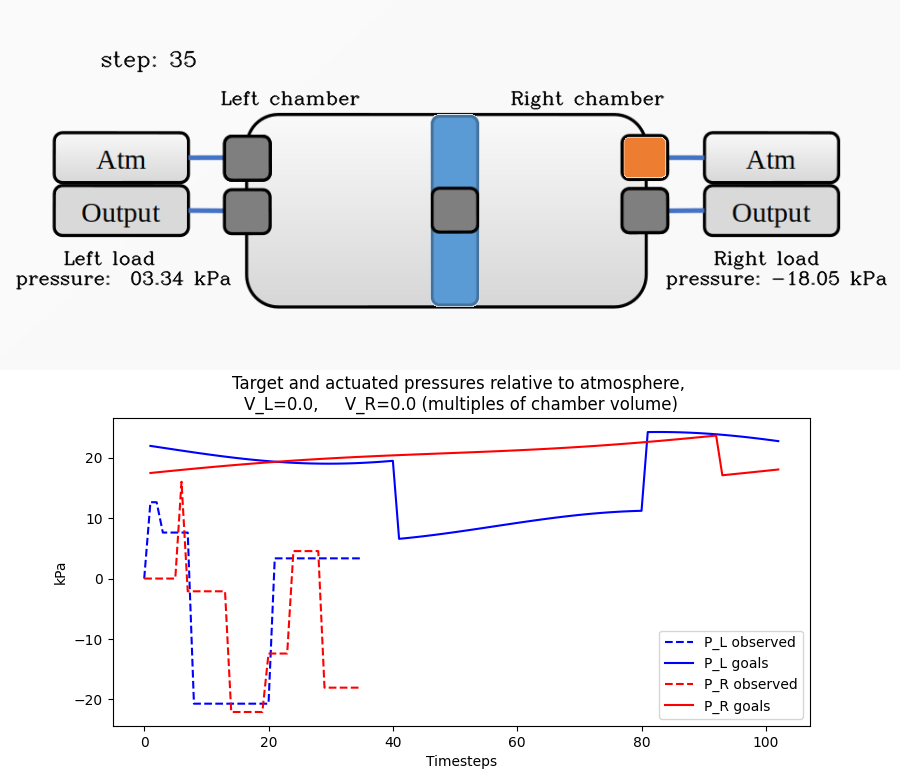 step: 35
Left chamber
Right chamber
Atm
Atm
Output
Output
Left load
pressure: 03.34 kPa
Right load
pressure: −18.05 kPa
Target and actuated pressures relative to atmosphere,
V_L=0.0, V_R=0.0 (multiples of chamber volume)
20
10
0
−10
−20
kPa
P_L observed
P_L goals
P_R observed
P_R goals
0 20 40 60 80 100
Timesteps